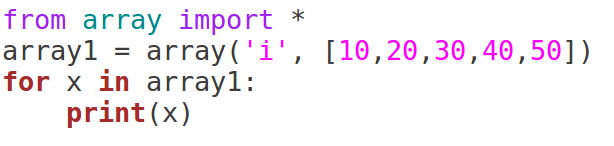 from array import *
array1 = array('i', [10,20,30,40,50])
for x in array1:
    print(x)